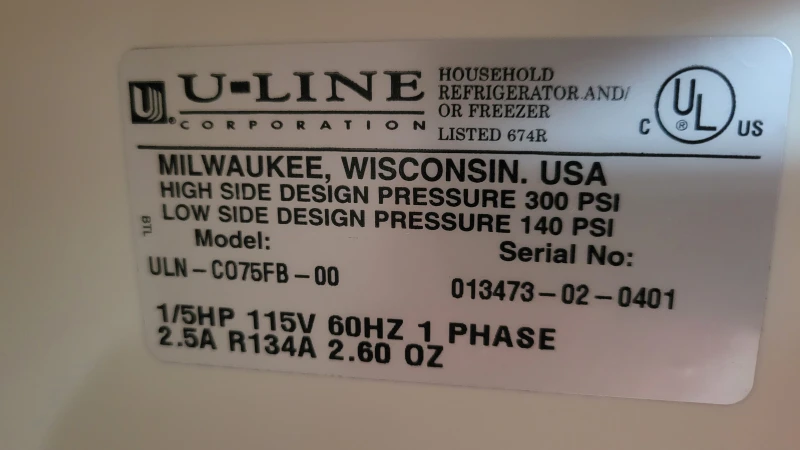 U-LINE
CORPORATION
HOUSEHOLD
REFRIGERATOR AND/
OR FREEZER
LISTED 674R
C UL US
MILWAUKEE, WISCONSIN. USA
HIGH SIDE DESIGN PRESSURE 300 PSI
LOW SIDE DESIGN PRESSURE 140 PSI
BTL
Model: Serial No:
ULN-CO75FB-00 013473-02-0401
1/5HP 115V 60HZ 1 PHASE
2.5A R134A 2.60 OZ